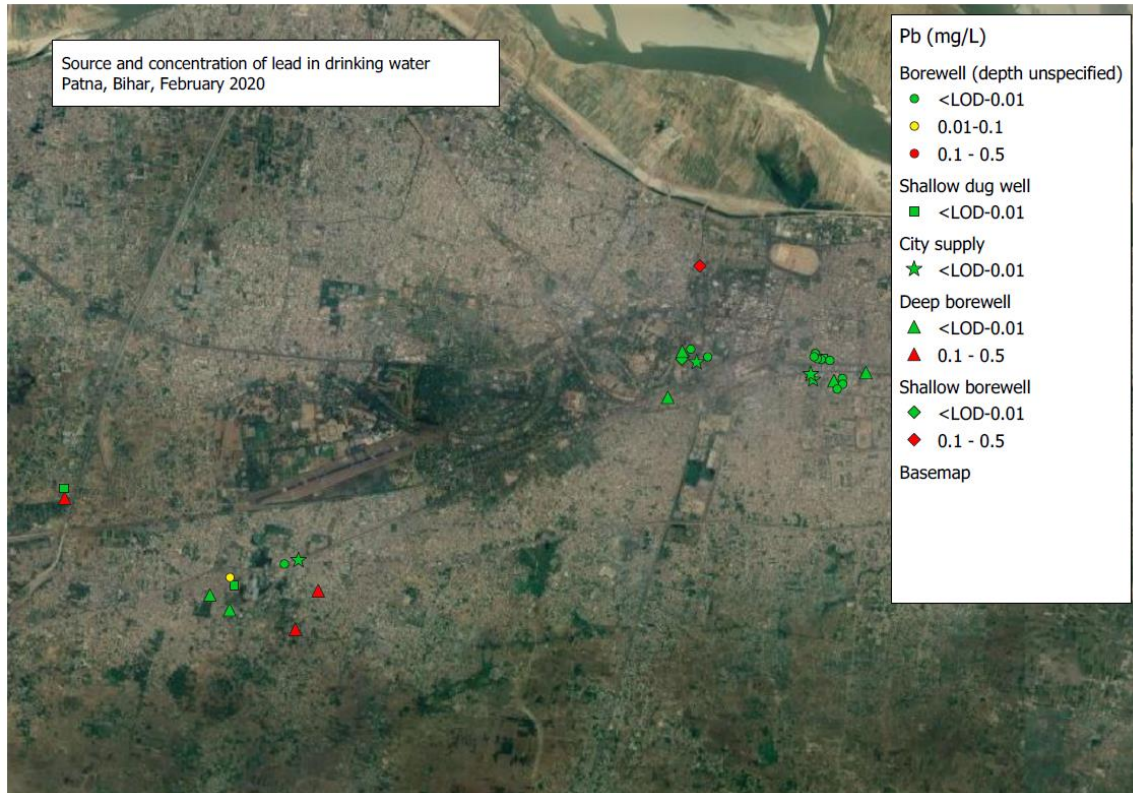 Source and concentration of lead in drinking water
Patna, Bihar, February 2020
Pb (mg/L)
Borewell (depth unspecified)
<LOD-0.01
0.01-0.1
0.1 - 0.5
Shallow dug well
<LOD-0.01
City supply
<LOD-0.01
Deep borewell
<LOD-0.01
0.1 - 0.5
Shallow borewell
<LOD-0.01
0.1 - 0.5
Basemap